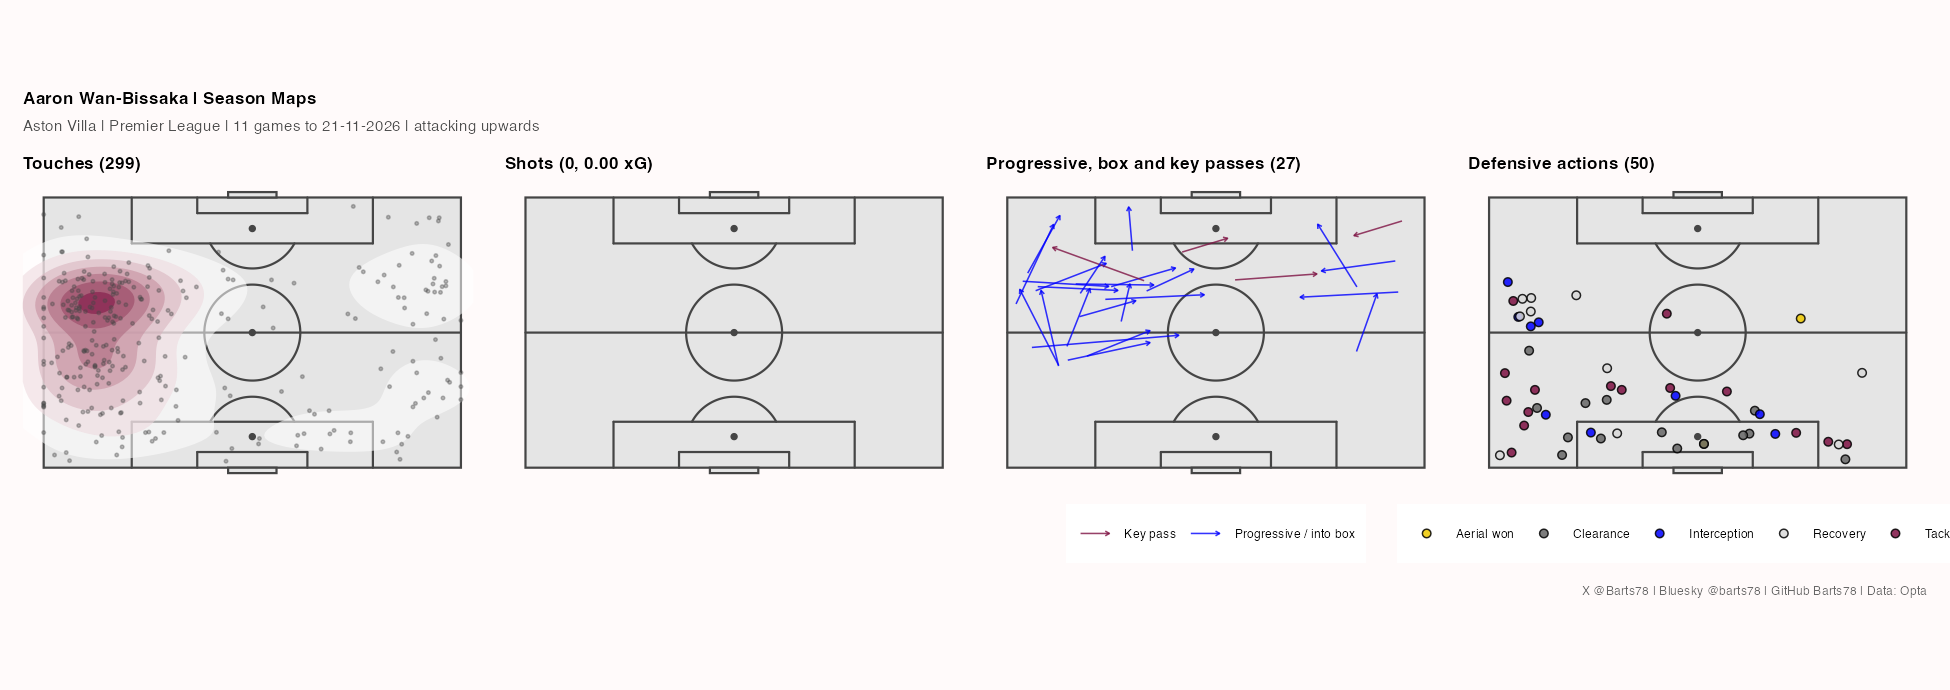 Aaron Wan-Bissaka | Season Maps
Aston Villa | Premier League | 11 games to 21-11-2026 | attacking upwards
Touches (299)
Shots (0, 0.00 xG)
Progressive, box and key passes (27)
Defensive actions (50)
Key pass
Progressive / into box
Aerial won
Clearance
Interception
Recovery
Tack
X @Barts78 | Bluesky @barts78 | GitHub Barts78 | Data: Opta